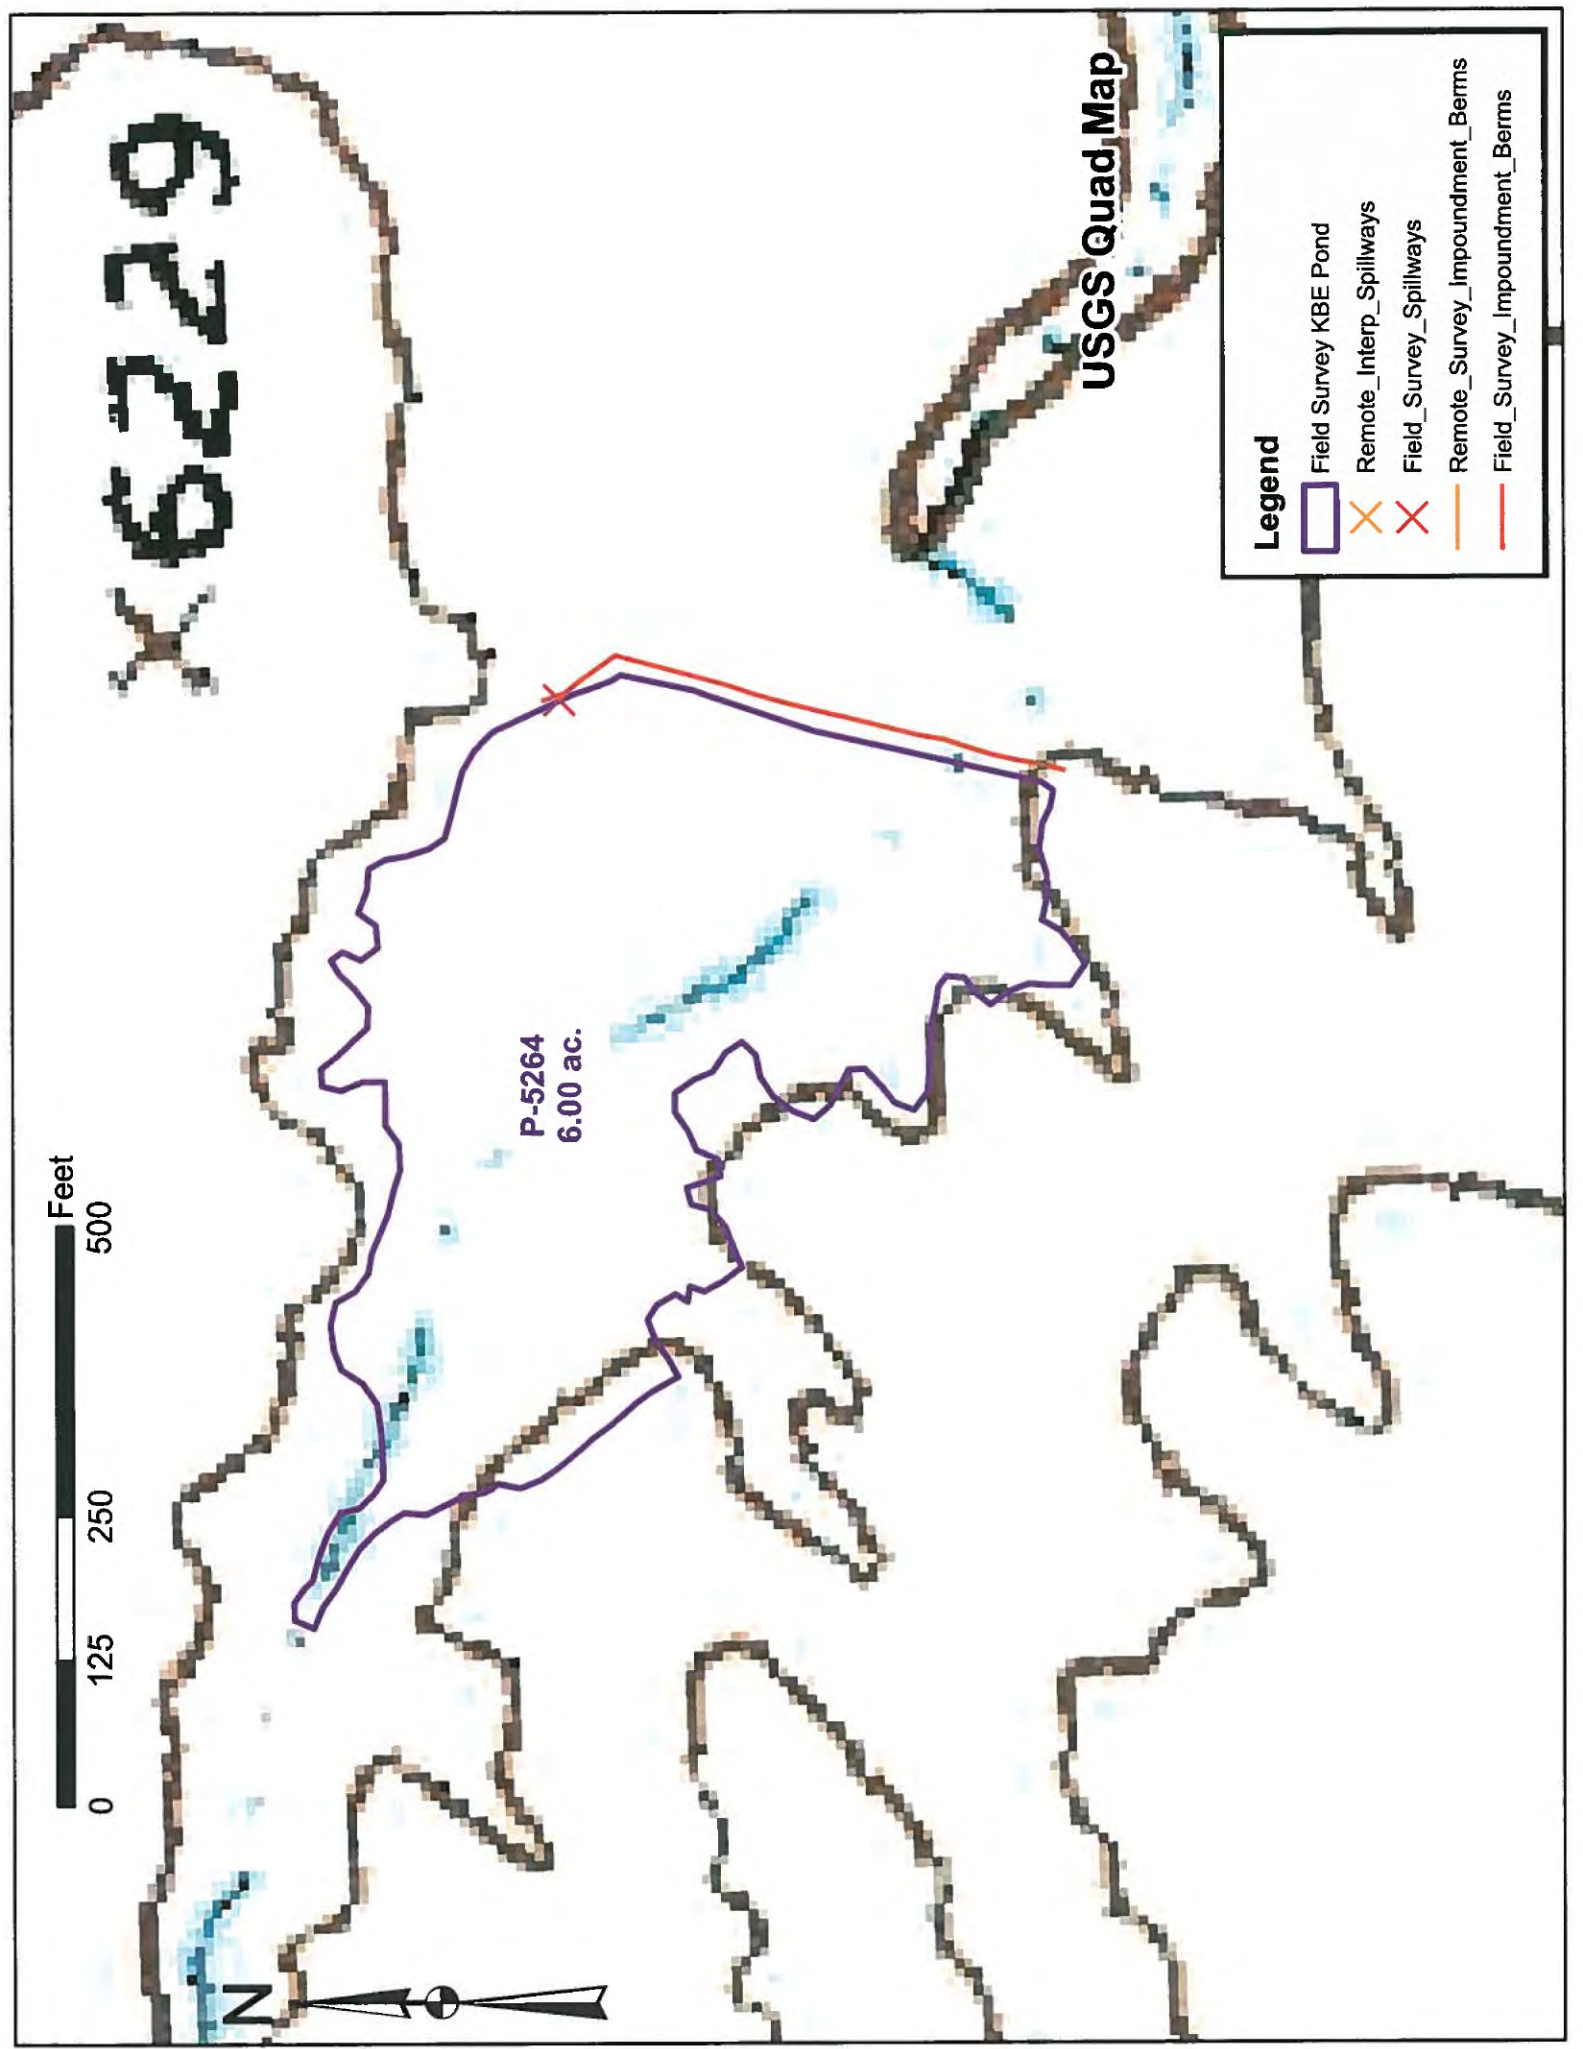 0 125 250 500
Feet
N
x6229
P-5264
6.00 ac.
USGS Quad Map
Legend
Field Survey KBE Pond
Remote_Interp_Spillways
Field_Survey_Spillways
Remote_Survey_Impoundment_Berms
Field_Survey_Impoundment_Berms